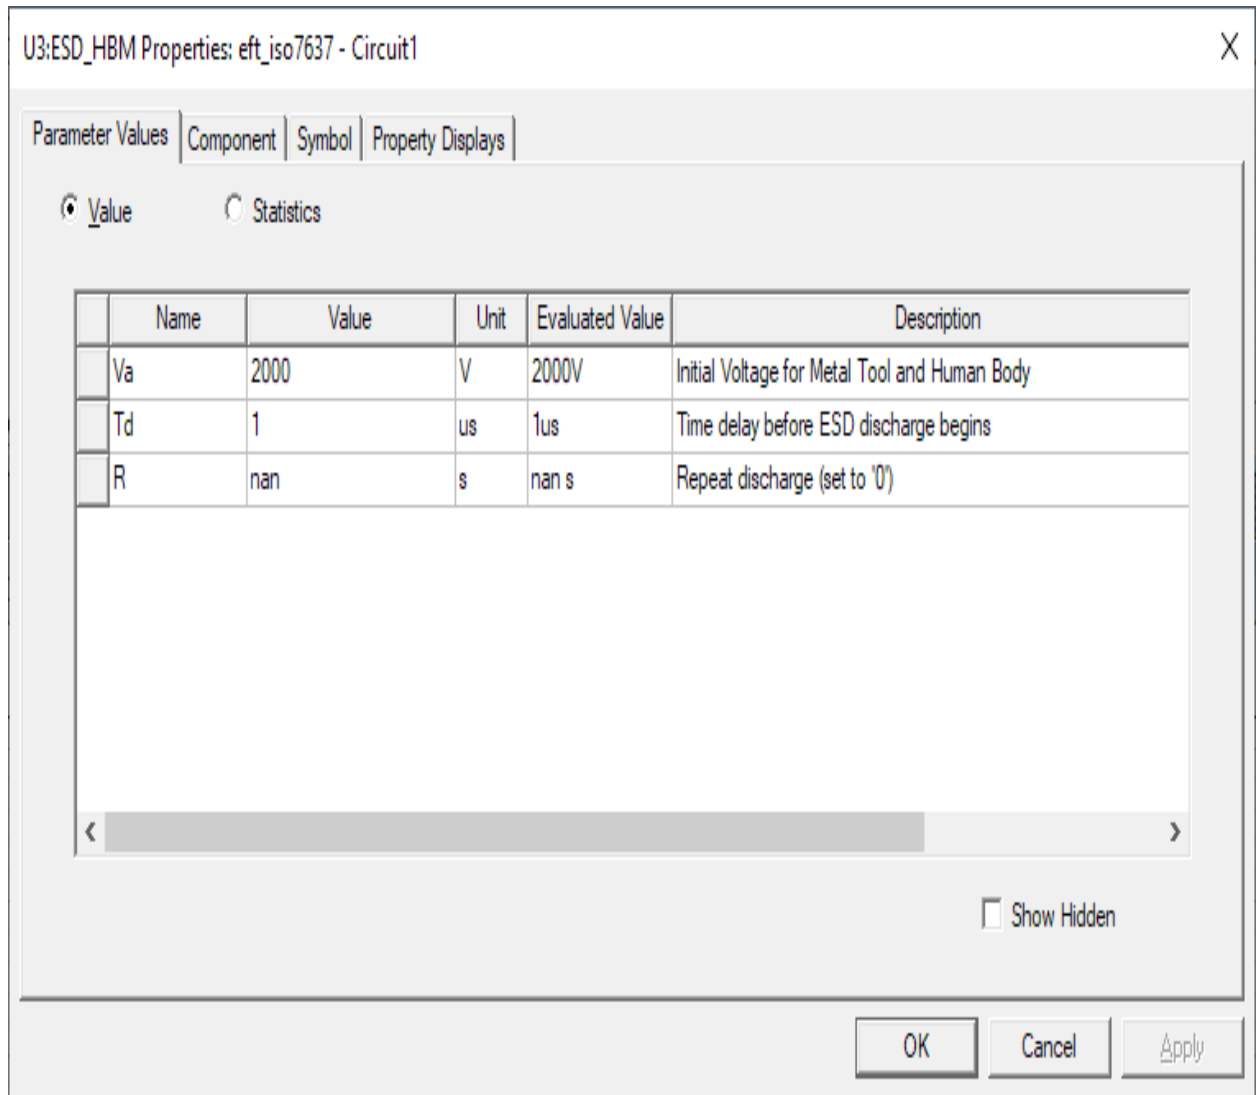 U3:ESD_HBM Properties: eft_iso7637 - Circuit1 X
Parameter Values Component Symbol Property Displays
Value Statistics
Name Value Unit Evaluated Value Description
Va 2000 V 2000V Initial Voltage for Metal Tool and Human Body
Td 1 us 1us Time delay before ESD discharge begins
R nan s nan s Repeat discharge (set to '0')
Show Hidden
OK Cancel Apply